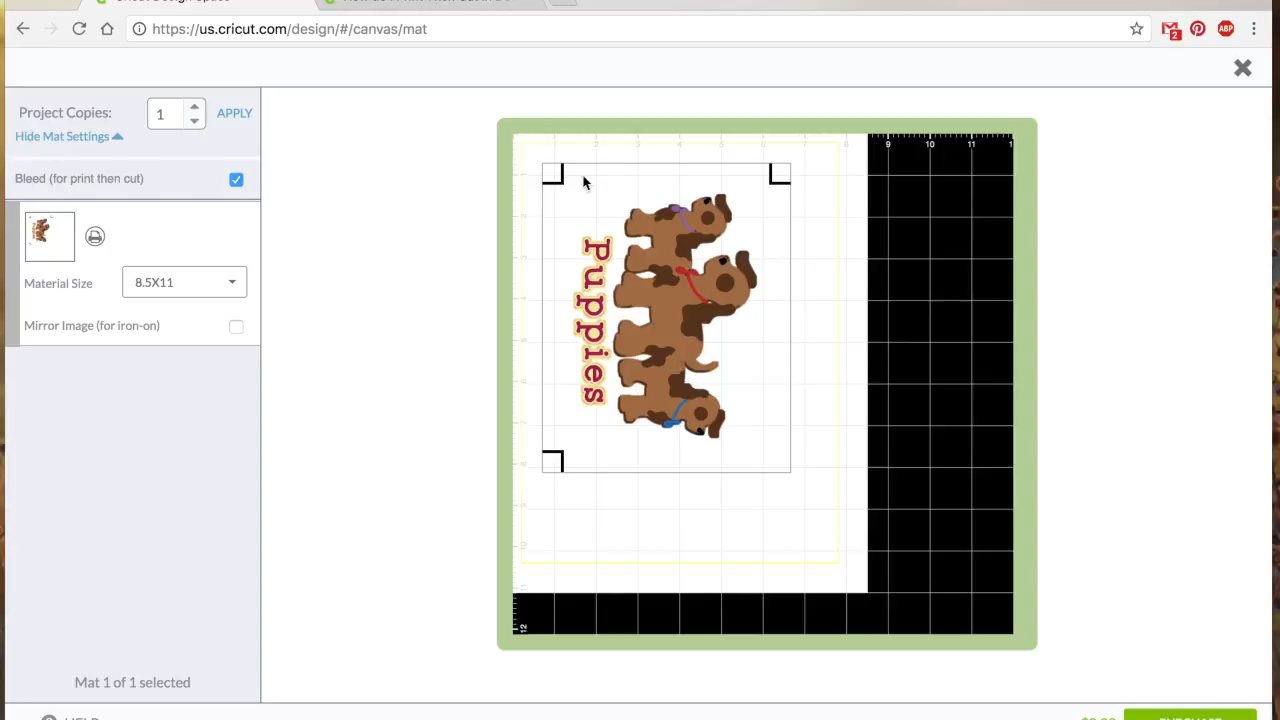 https://us.cricut.com/design/#/canvas/mat
2
ABP
Project Copies:
1
APPLY
Hide Mat Settings
Bleed (for print then cut)
Material Size
8.5X11
Mirror Image (for iron-on)
Mat 1 of 1 selected
9 10 11
Puppies
12